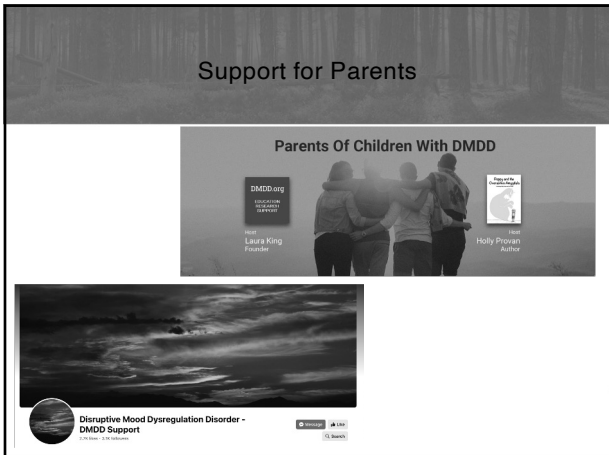 Support for Parents
Parents Of Children With DMDD
DMDD.org
EDUCATION
RESEARCH
SUPPORT
Host
Laura King
Founder
Host
Holly Provan
Author
Disruptive Mood Dysregulation Disorder -
DMDD Support
Message
Like
Search